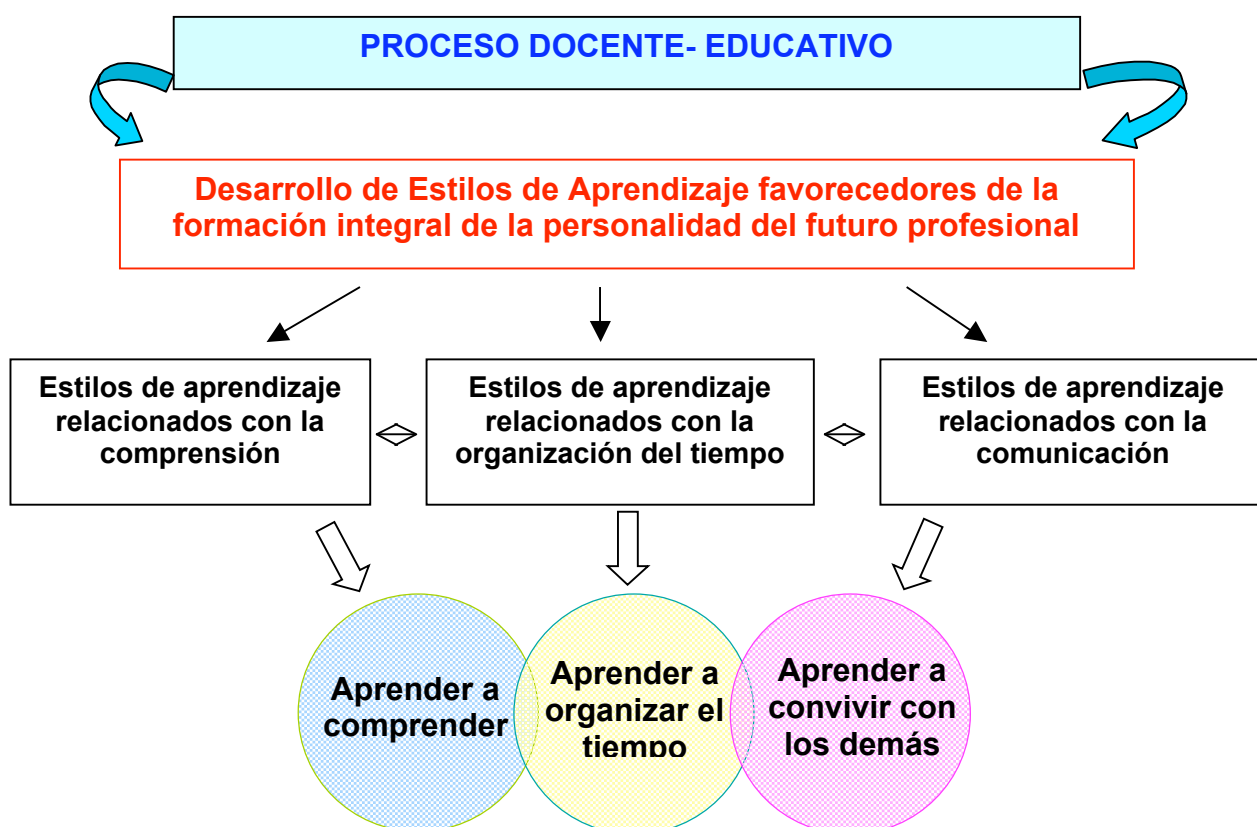 PROCESO DOCENTE- EDUCATIVO
Desarrollo de Estilos de Aprendizaje favorecedores de la
formación integral de la personalidad del futuro profesional
Estilos de aprendizaje
relacionados con la
comprensión
Estilos de aprendizaje
relacionados con la
organización del tiempo
Estilos de aprendizaje
relacionados con la
comunicación
Aprender a
comprender
Aprender a
organizar el
tiempo
Aprender a
convivir con
los demás